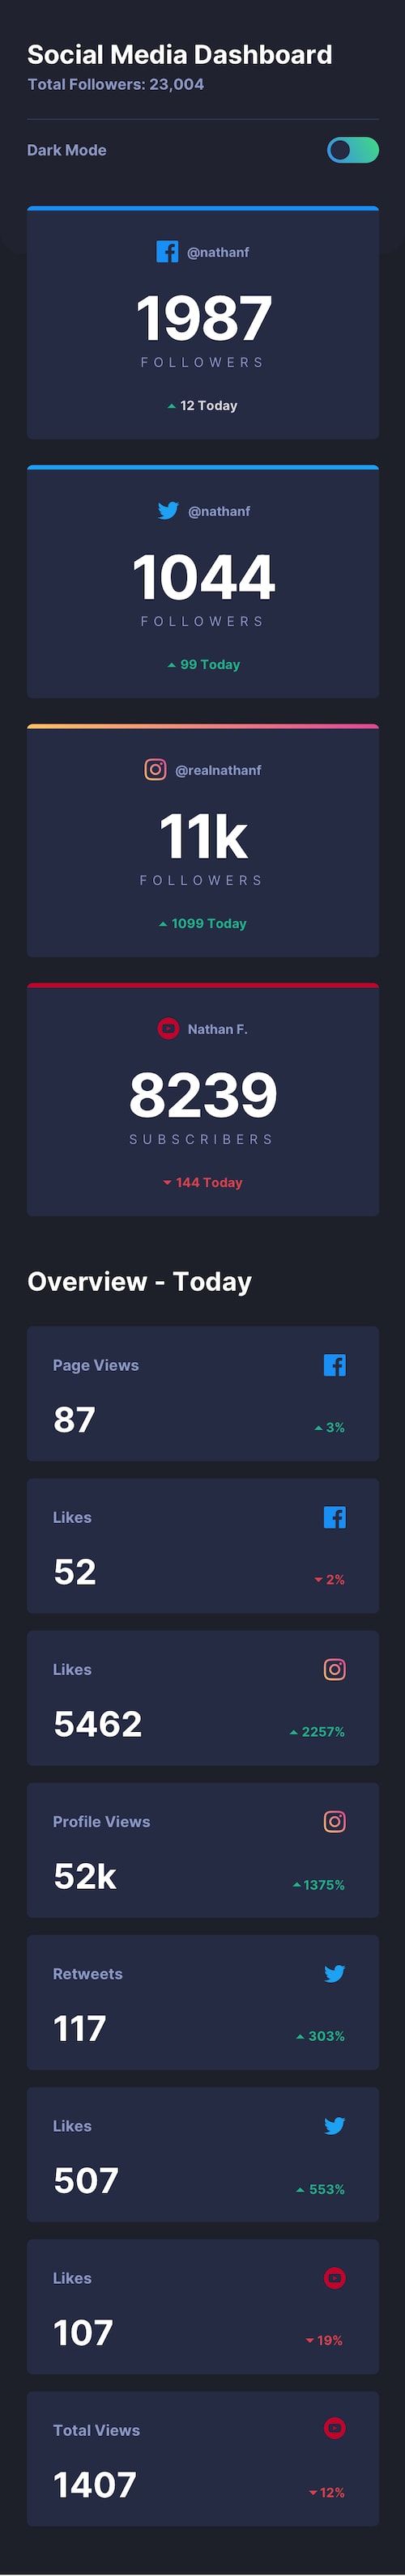 Social Media Dashboard
Total Followers: 23,004
Dark Mode
@nathanf
1987
FOLLOWERS
12 Today
@nathanf
1044
FOLLOWERS
99 Today
@realnathanf
11k
FOLLOWERS
1099 Today
Nathan F.
8239
SUBSCRIBERS
144 Today
Overview - Today
Page Views
87
3%
Likes
52
2%
Likes
5462
2257%
Profile Views
52k
1375%
Retweets
117
303%
Likes
507
553%
Likes
107
19%
Total Views
1407
12%